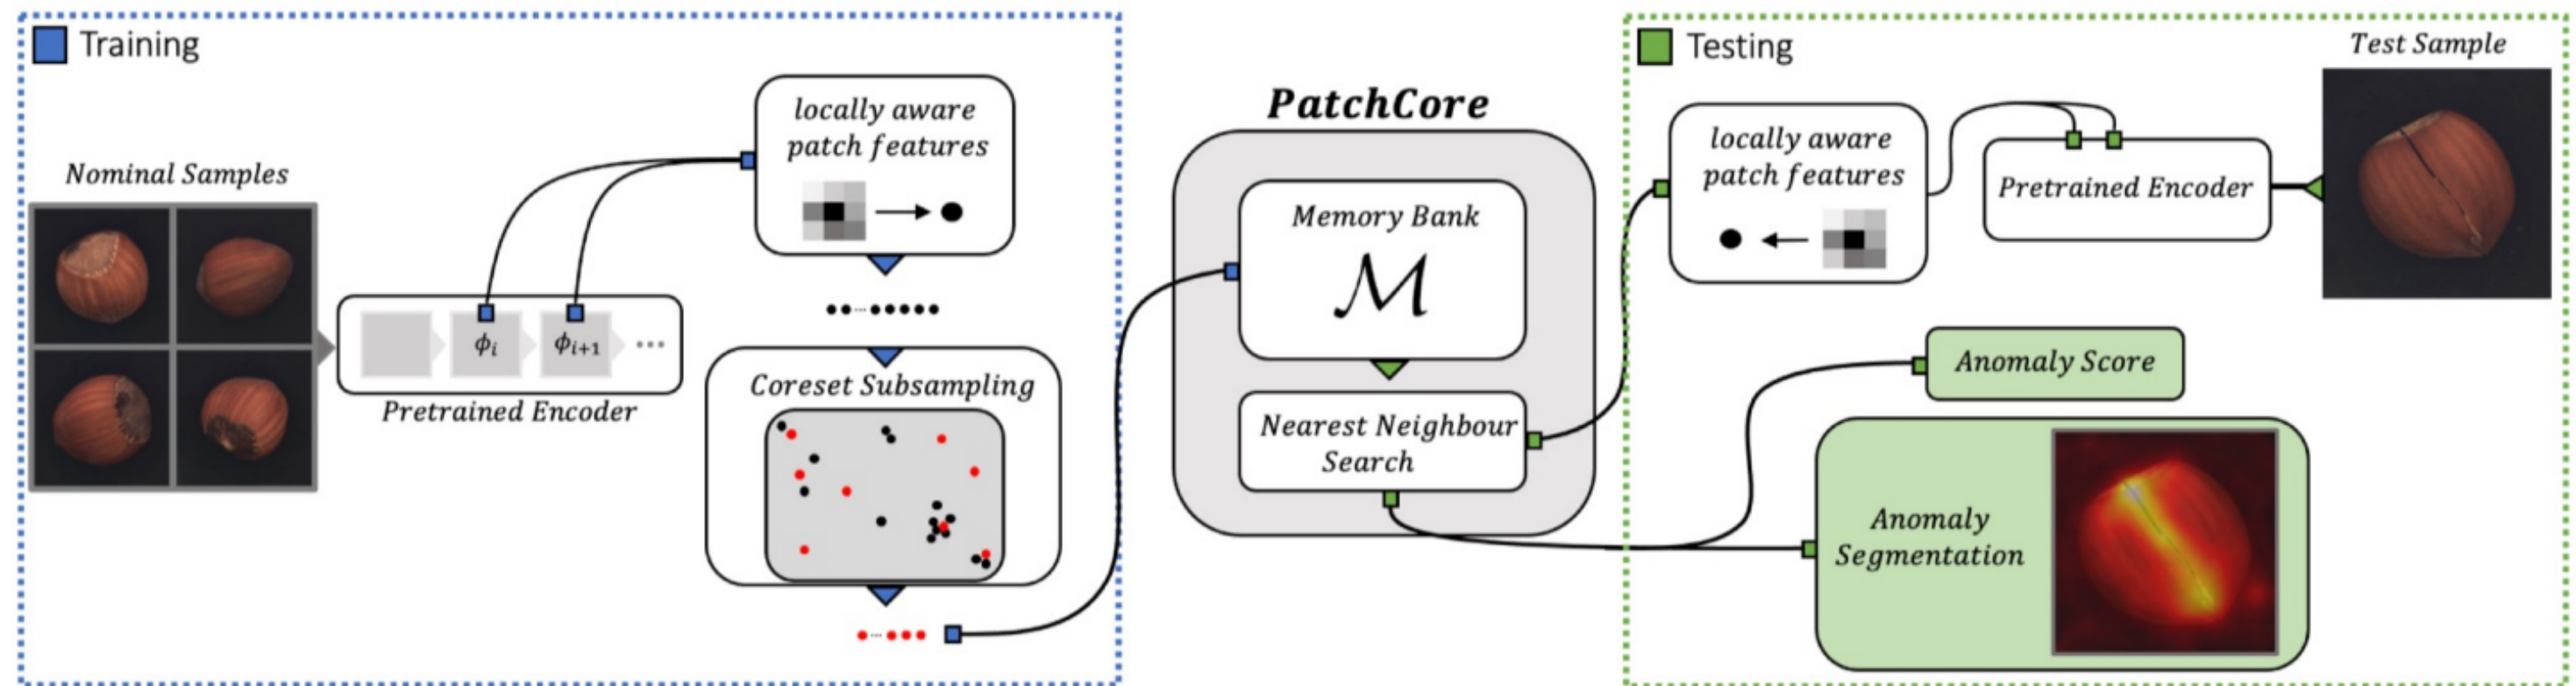 Training
Nominal Samples
ϕᵢ
ϕᵢ₊₁
...
Pretrained Encoder
locally aware
patch features
Coreset Subsampling
PatchCore
Memory Bank
ℳ
Nearest Neighbour
Search
Testing
locally aware
patch features
Pretrained Encoder
Test Sample
Anomaly Score
Anomaly
Segmentation